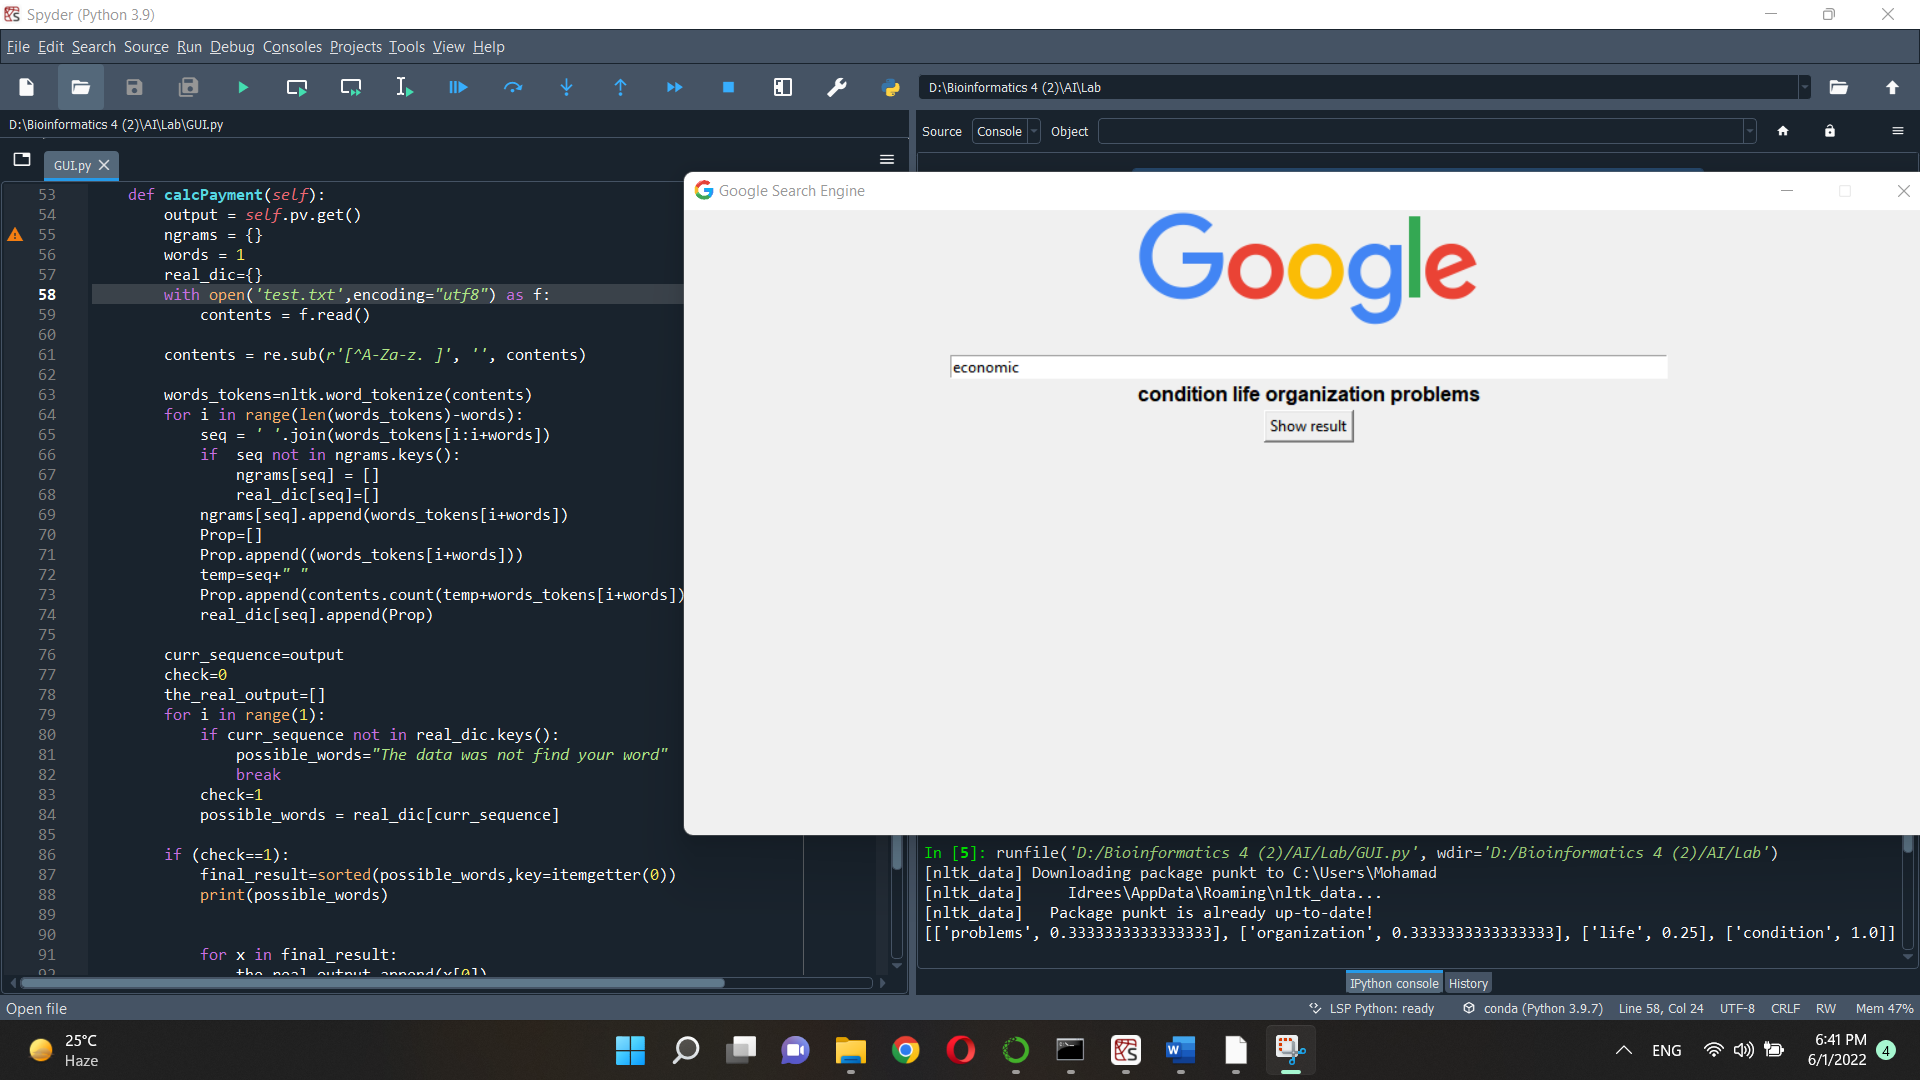 Spyder (Python 3.9)
File Edit Search Source Run Debug Consoles Projects Tools View Help
D:\Bioinformatics 4 (2)\AI\Lab
D:\Bioinformatics 4 (2)\AI\Lab\GUI.py
Source Console Object
GUI.py
53 def calcPayment(self):
54 output = self.pv.get()
55 ngrams = {}
56 words = 1
57 real_dic={}
58 with open('test.txt',encoding="utf8") as f:
59 contents = f.read()
60
61 contents = re.sub(r'[^A-Za-z. ]', '', contents)
62
63 words_tokens=nltk.word_tokenize(contents)
64 for i in range(len(words_tokens)-words):
65 seq = ' '.join(words_tokens[i:i+words])
66 if  seq not in ngrams.keys():
67 ngrams[seq] = []
68 real_dic[seq]=[]
69 ngrams[seq].append(words_tokens[i+words])
70 Prop=[]
71 Prop.append((words_tokens[i+words]))
72 temp=seq+" "
73 Prop.append(contents.count(temp+words_tokens[i+words])
74 real_dic[seq].append(Prop)
75
76 curr_sequence=output
77 check=0
78 the_real_output=[]
79 for i in range(1):
80 if curr_sequence not in real_dic.keys():
81 possible_words="The data was not find your word"
82 break
83 check=1
84 possible_words = real_dic[curr_sequence]
85
86 if (check==1):
87 final_result=sorted(possible_words,key=itemgetter(0))
88 print(possible_words)
89
90
91 for x in final_result:
92 the_real_output.append(x[0])
Google Search Engine
Google
economic
condition life organization problems
Show result
In [5]: runfile('D:/Bioinformatics 4 (2)/AI/Lab/GUI.py', wdir='D:/Bioinformatics 4 (2)/AI/Lab')
[nltk_data] Downloading package punkt to C:\Users\Mohamad
[nltk_data]     Idrees\AppData\Roaming\nltk_data...
[nltk_data]   Package punkt is already up-to-date!
[['problems', 0.3333333333333333], ['organization', 0.3333333333333333], ['life', 0.25], ['condition', 1.0]]
IPython console History
Open file
LSP Python: ready conda (Python 3.9.7) Line 58, Col 24 UTF-8 CRLF RW Mem 47%
25°C
Haze
ENG
6:41 PM
6/1/2022
4